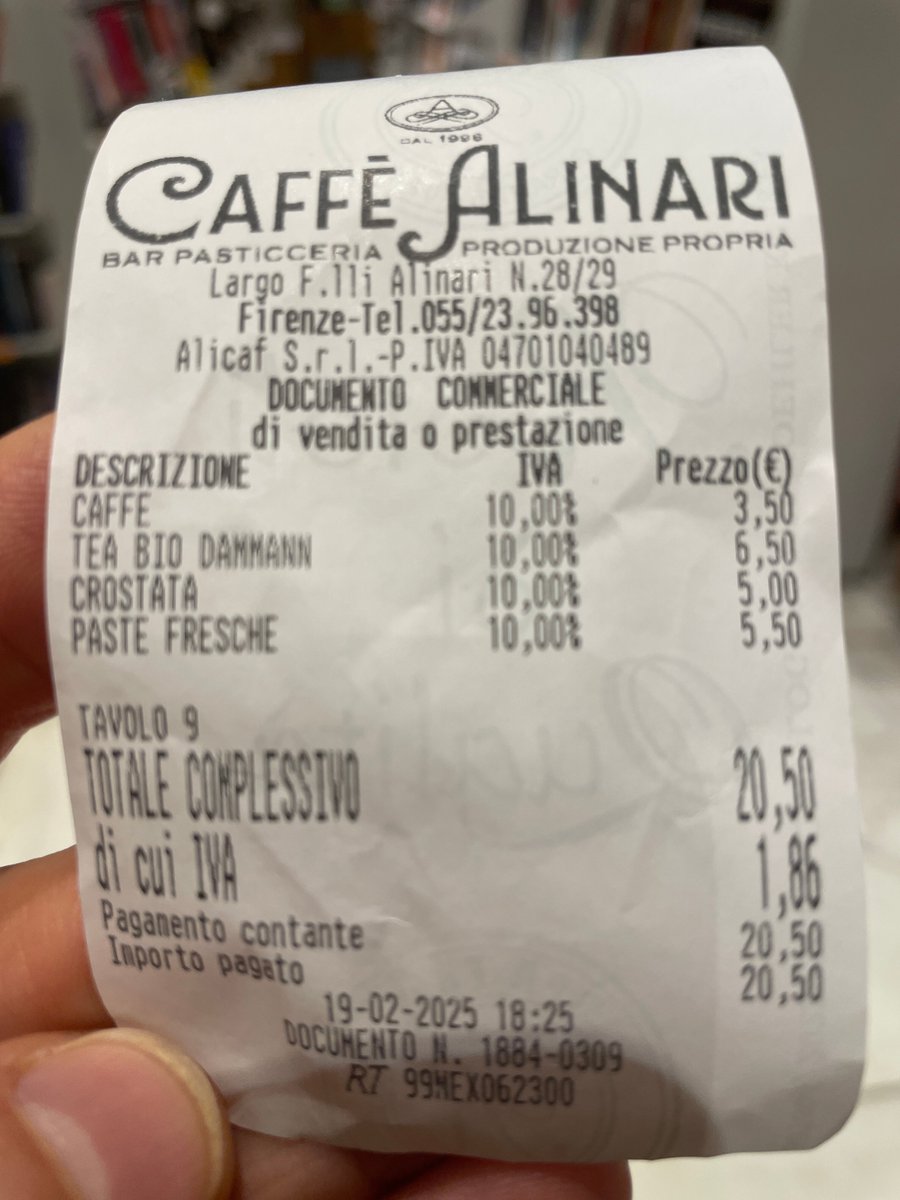 DAL 1996
CAFFÈ ALINARI
BAR PASTICCERIA PRODUZIONE PROPRIA
Largo F.lli Alinari N.28/29
Firenze-Tel.055/23.96.398
Alicaf S.r.l.-P.IVA 04701040489
DOCUMENTO COMMERCIALE
di vendita o prestazione
DESCRIZIONE IVA Prezzo(€)
CAFFE 10,00% 3,50
TEA BIO DAMMANN 10,00% 6,50
CROSTATA 10,00% 5,00
PASTE FRESCHE 10,00% 5,50
TAVOLO 9
TOTALE COMPLESSIVO 20,50
di cui IVA 1,86
Pagamento contante 20,50
Importo pagato 20,50
19-02-2025 18:25
DOCUMENTO N. 1884-0309
RT 99MEX062300